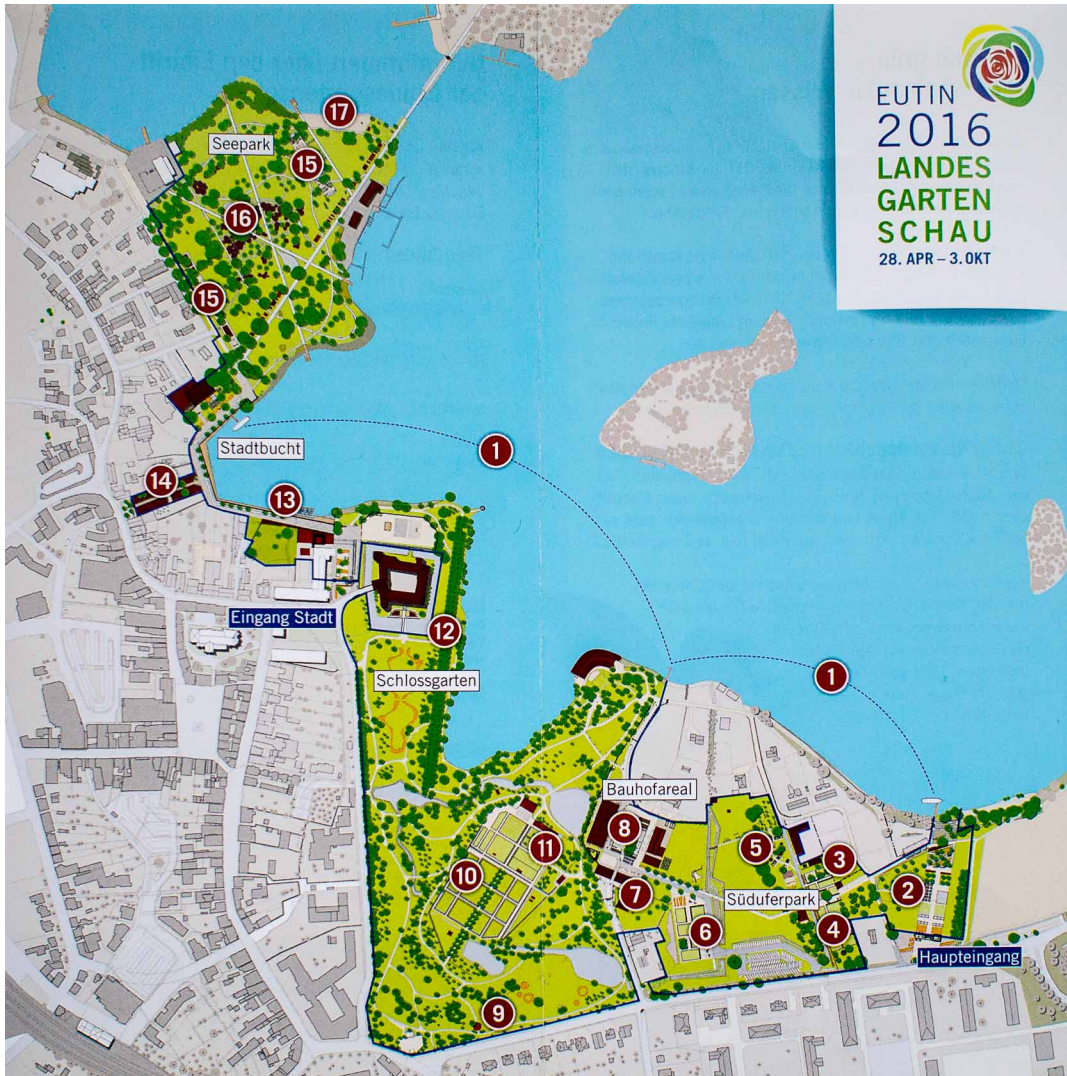 EUTIN
2016
LANDES
GARTEN
SCHAU
28. APR – 3. OKT
17
Seepark
15
16
15
1
Stadtbucht
14
13
Eingang Stadt
12
Schlossgarten
1
Bauhofareal
8
11
5
3
10
7
2
Süduferpark
6
4
Haupteingang
9